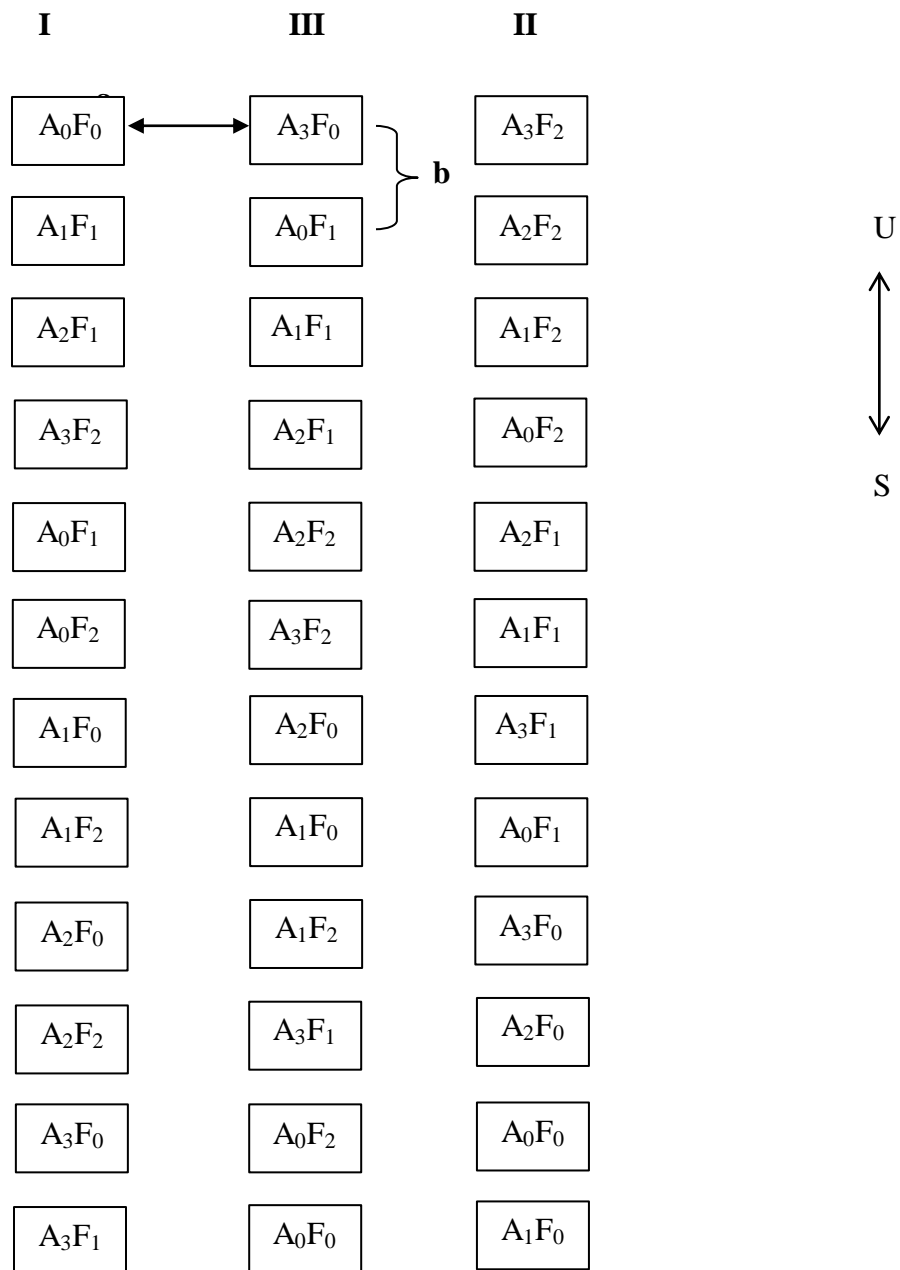 I III II
A₀F₀ A₃F₀ A₃F₂
b
A₁F₁ A₀F₁ A₂F₂
U
A₂F₁ A₁F₁ A₁F₂
A₃F₂ A₂F₁ A₀F₂
S
A₀F₁ A₂F₂ A₂F₁
A₀F₂ A₃F₂ A₁F₁
A₁F₀ A₂F₀ A₃F₁
A₁F₂ A₁F₀ A₀F₁
A₂F₀ A₁F₂ A₃F₀
A₂F₂ A₃F₁ A₂F₀
A₃F₀ A₀F₂ A₀F₀
A₃F₁ A₀F₀ A₁F₀